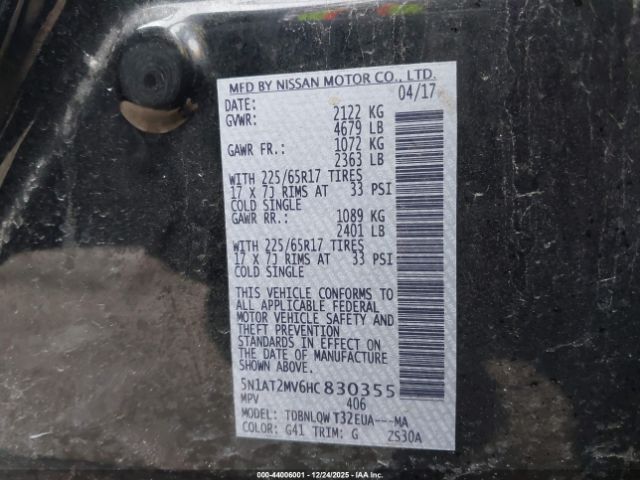 MFD BY NISSAN MOTOR CO., LTD.
DATE: 04/17
GVWR: 2122 KG
4679 LB
GAWR FR.: 1072 KG
2363 LB
WITH 225/65R17 TIRES
17 X 7J RIMS AT 33 PSI
COLD SINGLE
GAWR RR.: 1089 KG
2401 LB
WITH 225/65R17 TIRES
17 X 7J RIMS AT 33 PSI
COLD SINGLE
THIS VEHICLE CONFORMS TO
ALL APPLICABLE FEDERAL
MOTOR VEHICLE SAFETY AND
THEFT PREVENTION
STANDARDS IN EFFECT ON
THE DATE OF MANUFACTURE
SHOWN ABOVE.
5N1AT2MV6HC830355
MPV 406
MODEL: TDBNLQW T32EUA---MA
COLOR: G41 TRIM: G ZS30A
000-44006001 - 12/24/2025 - IAAI.COM